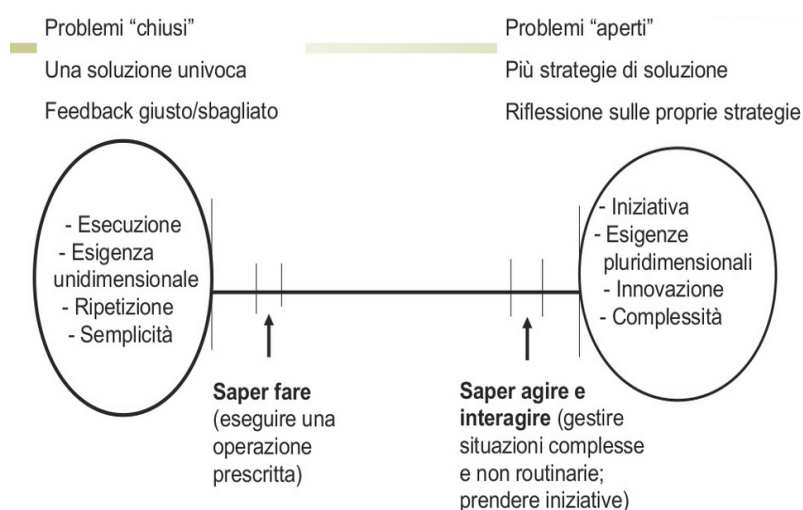 Problemi “chiusi”
Una soluzione univoca
Feedback giusto/sbagliato
Problemi “aperti”
Più strategie di soluzione
Riflessione sulle proprie strategie
- Esecuzione
- Esigenza
unidimensionale
- Ripetizione
- Semplicità
- Iniziativa
- Esigenze
pluridimensionali
- Innovazione
- Complessità
Saper fare
(eseguire una
operazione
prescritta)
Saper agire e
interagire (gestire
situazioni complesse
e non routinarie;
prendere iniziative)